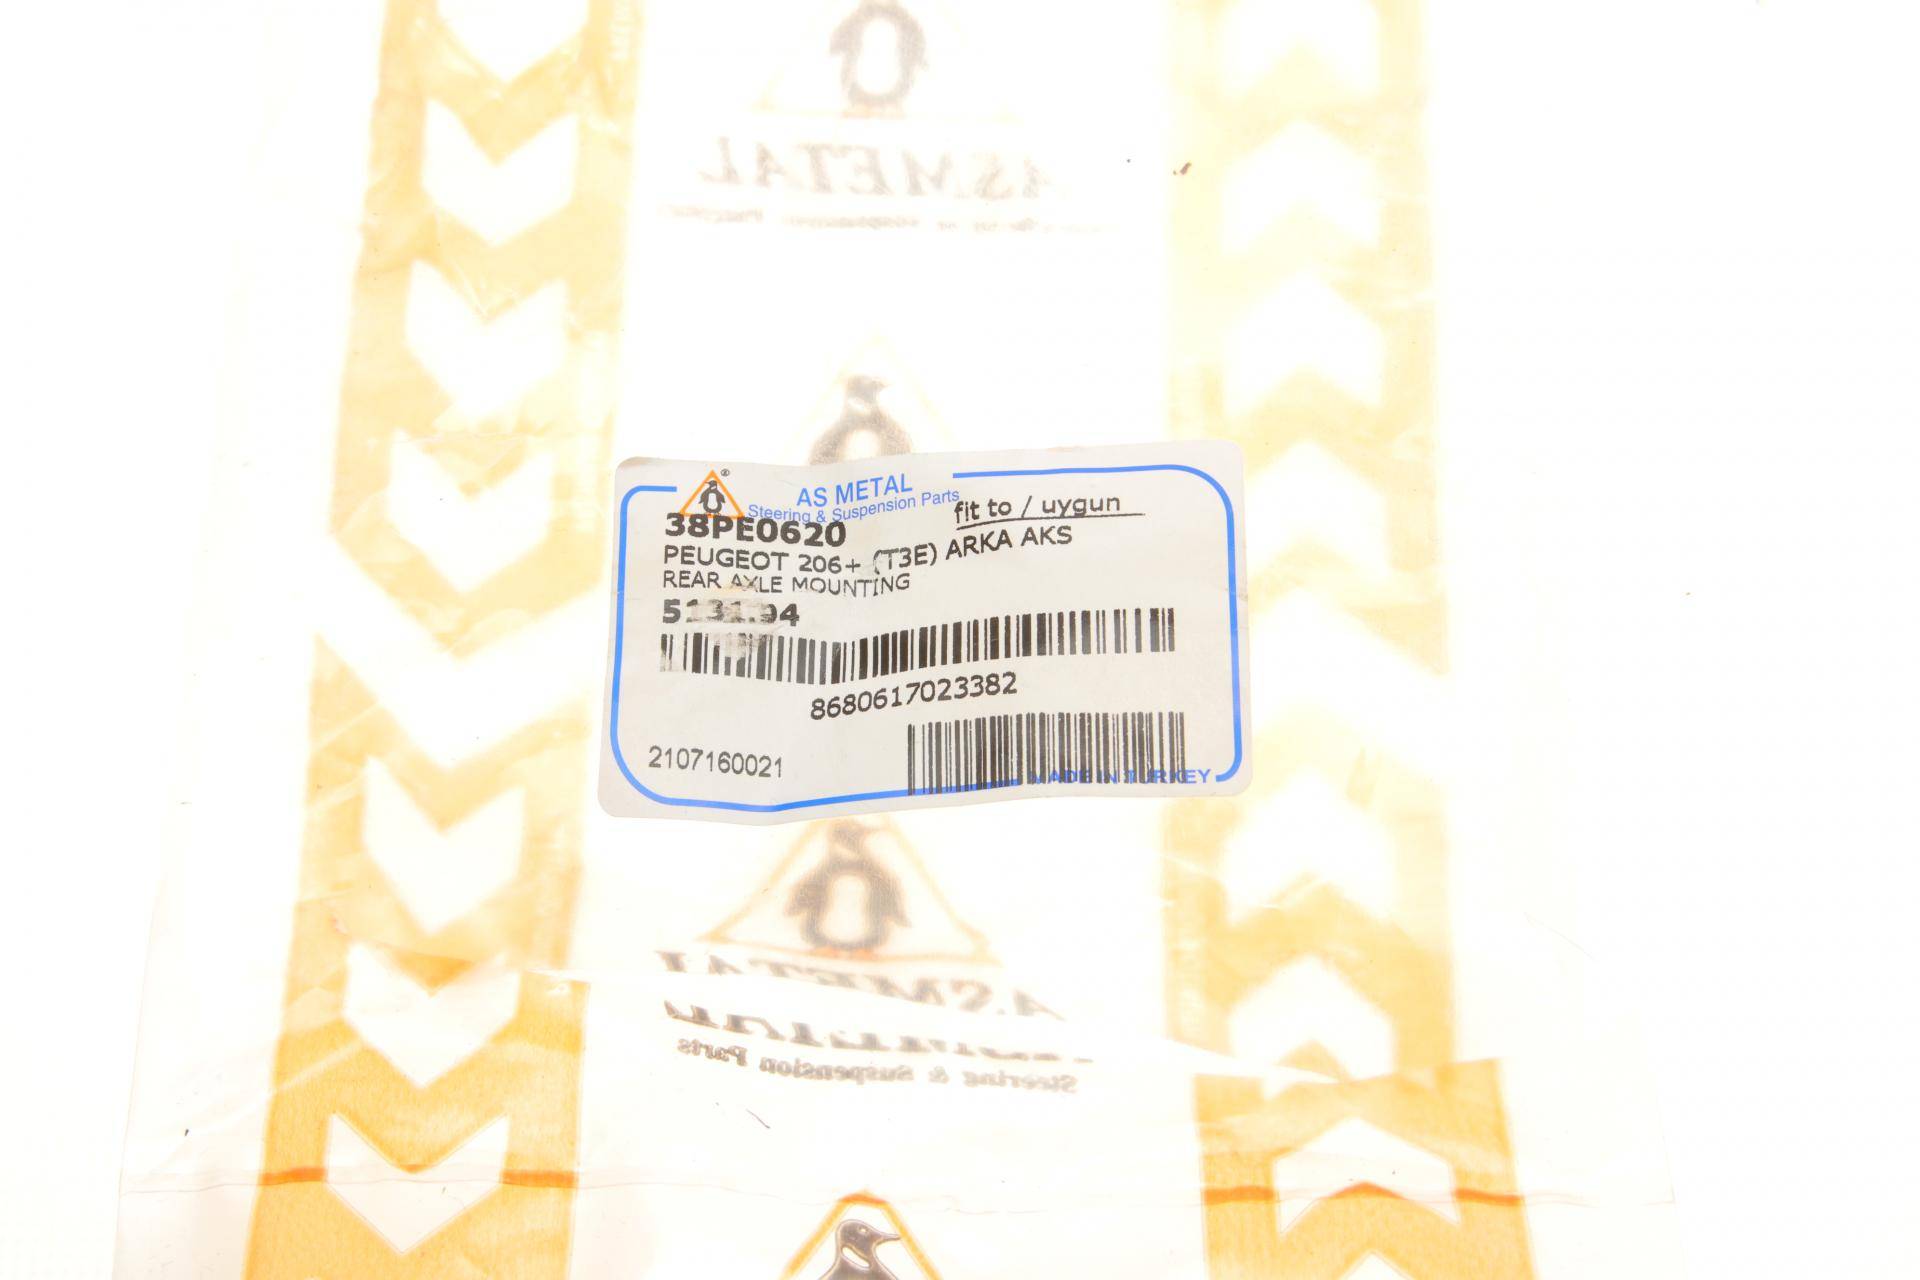 ASMETAL
AS METAL
Steering & Suspension Parts
fit to / uygun
38PE0620
PEUGEOT 206+ (T3E) ARKA AKS
REAR AXLE MOUNTING
8680617023382
2107160021
MADE IN TURKEY
ASMETAL
Steering & Suspension Parts